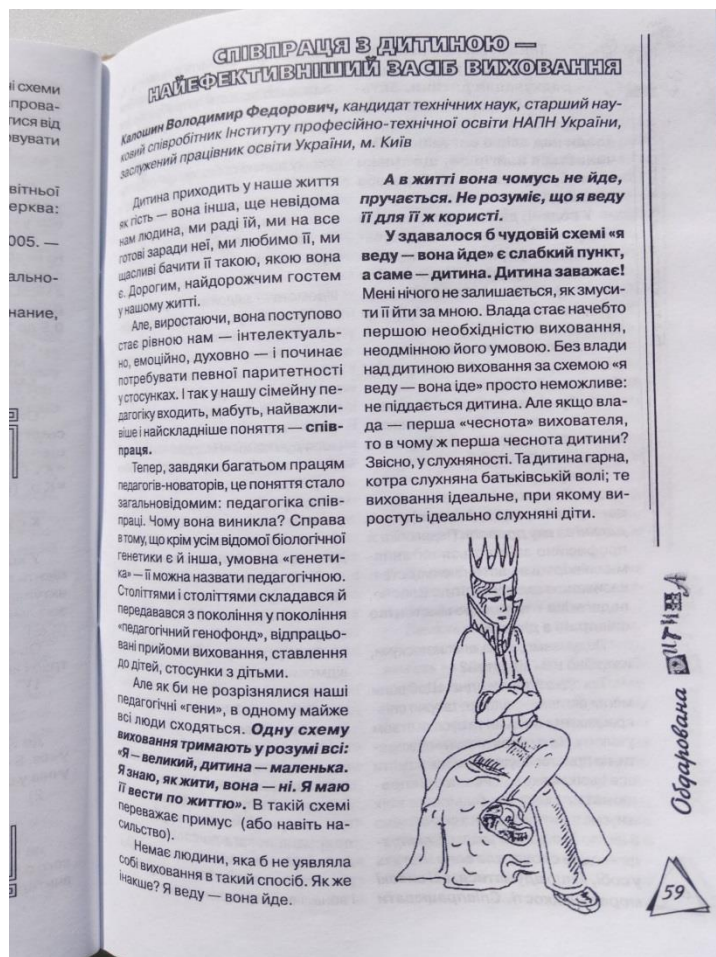 і схеми
прова-
тися від
овувати
вітньої
ерква:
005. —
ально-
нание,
СПІВПРАЦЯ З ДИТИНОЮ —
НАЙЕФЕКТИВНІШИЙ ЗАСІБ ВИХОВАННЯ
Калошин Володимир Федорович, кандидат технічних наук, старший нау-
ковий співробітник Інституту професійно-технічної освіти НАПН України,
заслужений працівник освіти України, м. Київ
Дитина приходить у наше життя
як гість — вона інша, ще невідома
нам людина, ми раді їй, ми на все
готові заради неї, ми любимо її, ми
щасливі бачити її такою, якою вона
є. Дорогим, найдорожчим гостем
у нашому житті.
Але, виростаючи, вона поступово
стає рівною нам — інтелектуаль-
но, емоційно, духовно — і починає
потребувати певної паритетності
у стосунках. І так у нашу сімейну пе-
дагогіку входить, мабуть, найважли-
віше і найскладніше поняття — спів-
праця.
Тепер, завдяки багатьом працям
педагогів-новаторів, це поняття стало
загальновідомим: педагогіка спів-
праці. Чому вона виникла? Справа
в тому, що крім усім відомої біологічної
генетики є й інша, умовна «генети-
ка» — її можна назвати педагогічною.
Століттями і століттями складався й
передавався з покоління у покоління
«педагогічний генофонд», відпрацьо-
вані прийоми виховання, ставлення
до дітей, стосунки з дітьми.
Але як би не розрізнялися наші
педагогічні «гени», в одному майже
всі люди сходяться. Одну схему
виховання тримають у розумі всі:
«Я — великий, дитина — маленька.
Я знаю, як жити, вона — ні. Я маю
її вести по життю». В такій схемі
переважає примус (або навіть на-
сильство).
Немає людини, яка б не уявляла
собі виховання в такий спосіб. Як же
інакше? Я веду — вона йде.
А в житті вона чомусь не йде,
пручається. Не розуміє, що я веду
її для її ж користі.
У здавалося б чудовій схемі «я
веду — вона йде» є слабкий пункт,
а саме — дитина. Дитина заважає!
Мені нічого не залишається, як змуси-
ти її йти за мною. Влада стає начебто
першою необхідністю виховання,
неодмінною його умовою. Без влади
над дитиною виховання за схемою «я
веду — вона іде» просто неможливе:
не піддається дитина. Але якщо вла-
да — перша «чеснота» вихователя,
то в чому ж перша чеснота дитини?
Звісно, у слухняності. Та дитина гарна,
котра слухняна батьківській волі; те
виховання ідеальне, при якому ви-
ростуть ідеально слухняні діти.
Обдарована ДИТИНА
59